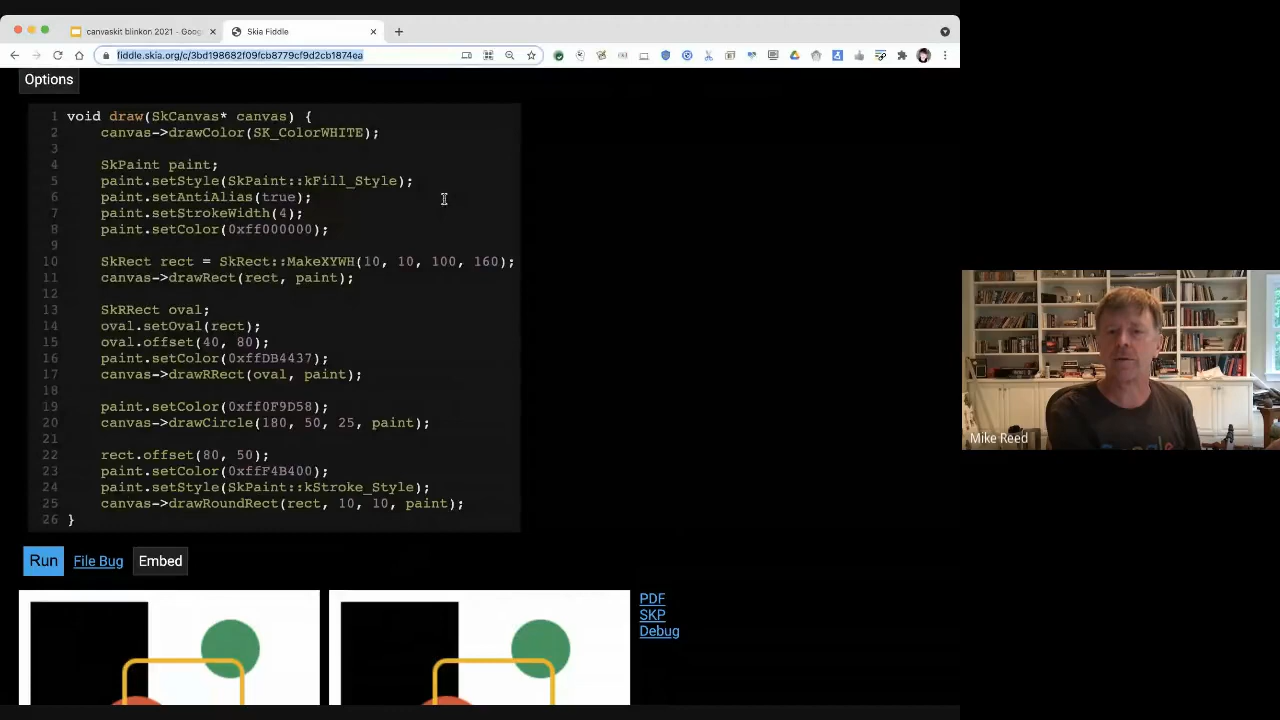 canvaskit blinkon 2021 - Goog
Skia Fiddle
fiddle.skia.org/c/3bd198682f09fcb8779cf9d2cb1874ea
Options
1 void draw(SkCanvas* canvas) {
2 canvas->drawColor(SK_ColorWHITE);
3
4 SkPaint paint;
5 paint.setStyle(SkPaint::kFill_Style);
6 paint.setAntiAlias(true);
7 paint.setStrokeWidth(4);
8 paint.setColor(0xff000000);
9
10 SkRect rect = SkRect::MakeXYWH(10, 10, 100, 160);
11 canvas->drawRect(rect, paint);
12
13 SkRRect oval;
14 oval.setOval(rect);
15 oval.offset(40, 80);
16 paint.setColor(0xffDB4437);
17 canvas->drawRRect(oval, paint);
18
19 paint.setColor(0xff0F9D58);
20 canvas->drawCircle(180, 50, 25, paint);
21
22 rect.offset(80, 50);
23 paint.setColor(0xffF4B400);
24 paint.setStyle(SkPaint::kStroke_Style);
25 canvas->drawRoundRect(rect, 10, 10, paint);
26 }
Run File Bug Embed
PDF
SKP
Debug
Mike Reed